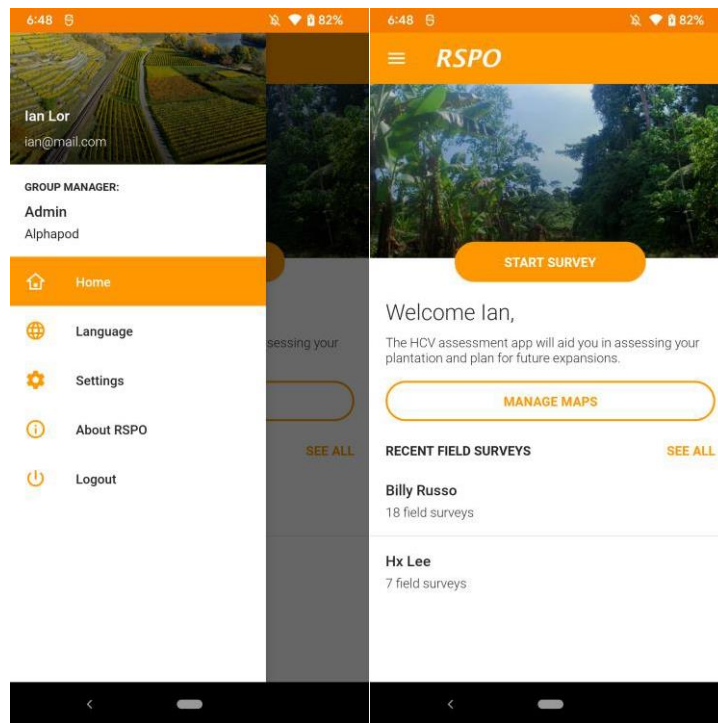 6:48
82%
Ian Lor
ian@mail.com
GROUP MANAGER:
Admin
Alphapod
Home
Language
Settings
About RSPO
Logout
sessing your
SEE ALL
6:48
82%
RSPO
START SURVEY
Welcome Ian,
The HCV assessment app will aid you in assessing your
plantation and plan for future expansions.
MANAGE MAPS
RECENT FIELD SURVEYS
SEE ALL
Billy Russo
18 field surveys
Hx Lee
7 field surveys